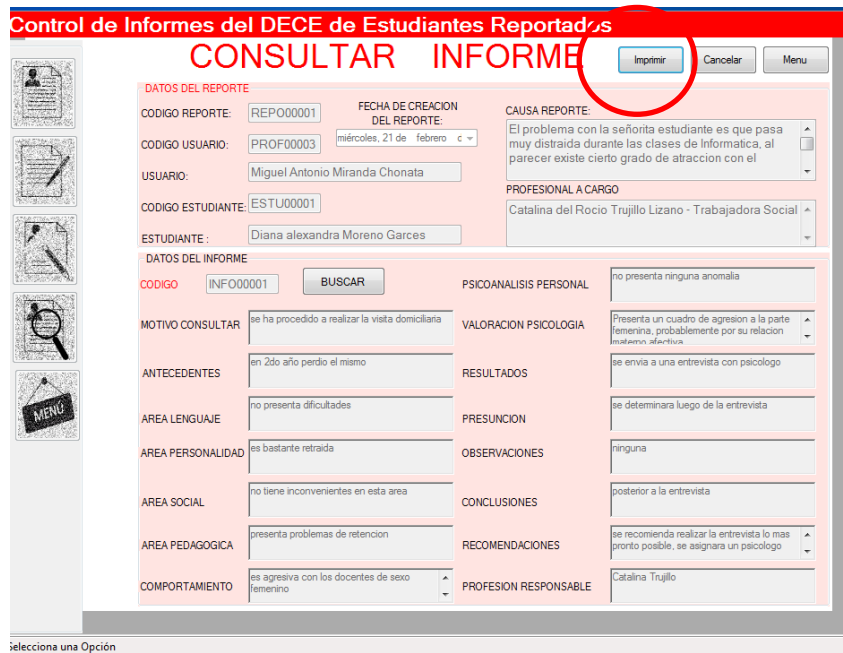 Control de Informes del DECE de Estudiantes Reportados
CONSULTAR INFORME
Imprimir
Cancelar
Menu
DATOS DEL REPORTE
CODIGO REPORTE:
REPO00001
FECHA DE CREACION
DEL REPORTE:
CODIGO USUARIO:
PROF00003
miércoles, 21 de febrero
USUARIO:
Miguel Antonio Miranda Chonata
CODIGO ESTUDIANTE:
ESTU00001
ESTUDIANTE :
Diana alexandra Moreno Garces
CAUSA REPORTE:
El problema con la señorita estudiante es que pasa
muy distraida durante las clases de Informatica, al
parecer existe cierto grado de atraccion con el
PROFESIONAL A CARGO
Catalina del Rocio Trujillo Lizano - Trabajadora Social
DATOS DEL INFORME
CODIGO
INFO00001
BUSCAR
MOTIVO CONSULTAR
se ha procedido a realizar la visita domiciliaria
ANTECEDENTES
en 2do año perdio el mismo
AREA LENGUAJE
no presenta dificultades
AREA PERSONALIDAD
es bastante retraida
AREA SOCIAL
no tiene inconvenientes en esta area
AREA PEDAGOGICA
presenta problemas de retencion
COMPORTAMIENTO
es agresiva con los docentes de sexo
femenino
PSICOANALISIS PERSONAL
no presenta ninguna anomalia
VALORACION PSICOLOGIA
Presenta un cuadro de agresion a la parte
femenina, probablemente por su relacion
materno afectiva
RESULTADOS
se envia a una entrevista con psicologo
PRESUNCION
se determinara luego de la entrevista
OBSERVACIONES
ninguna
CONCLUSIONES
posterior a la entrevista
RECOMENDACIONES
se recomienda realizar la entrevista lo mas
pronto posible, se asignara un psicologo
PROFESION RESPONSABLE
Catalina Trujillo
MENÚ
Selecciona una Opción